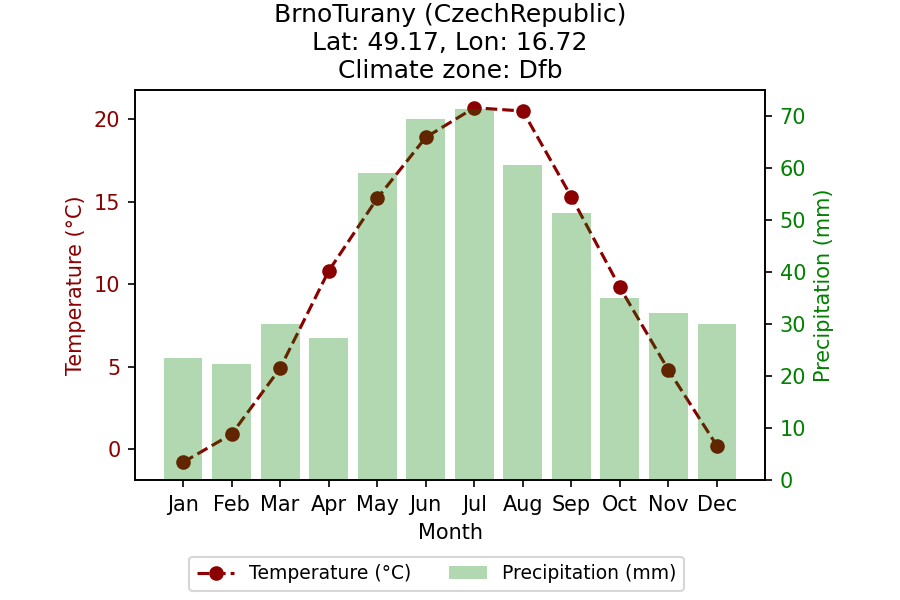 BrnoTurany (CzechRepublic)
Lat: 49.17, Lon: 16.72
Climate zone: Dfb
Temperature (°C)
20
15
10
5
0
70
60
50
40
30
20
10
0
Precipitation (mm)
Jan Feb Mar Apr May Jun Jul Aug Sep Oct Nov Dec
Month
Temperature (°C) Precipitation (mm)